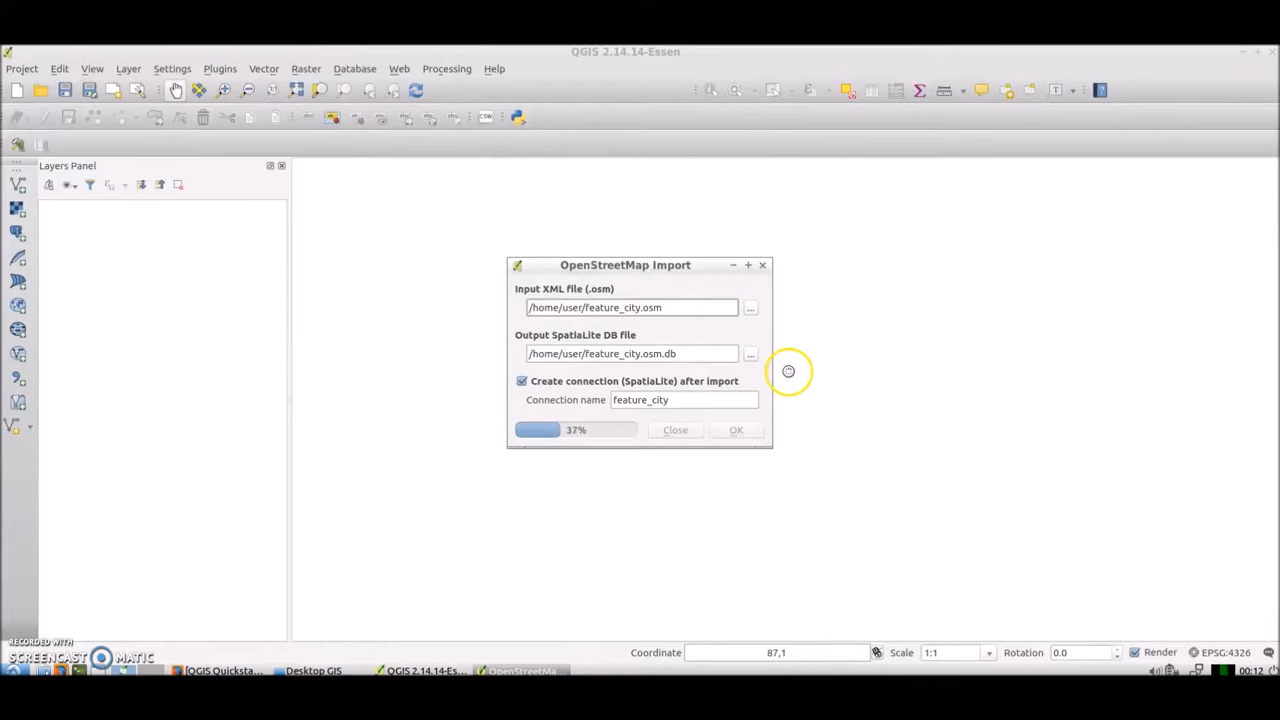 QGIS 2.14.14-Essen
Project Edit View Layer Settings Plugins Vector Raster Database Web Processing Help
CSW
Layers Panel
OpenStreetMap Import
Input XML file (.osm)
/home/user/feature_city.osm
...
Output SpatiaLite DB file
/home/user/feature_city.osm.db
...
Create connection (SpatiaLite) after import
Connection name feature_city
37% Close OK
RECORDED WITH
SCREENCAST MATIC
Coordinate 87,1 Scale 1:1 Rotation 0.0 Render EPSG:4326
[QGIS Quicksta... Desktop GIS QGIS 2.14.14-Es... OpenStreetMa... 00:12